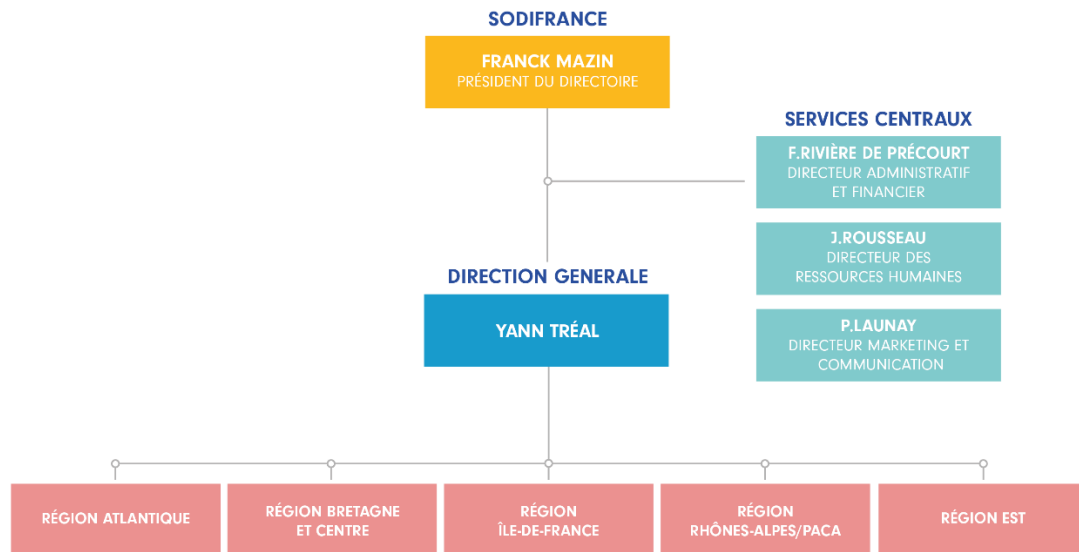 SODIFRANCE
FRANCK MAZIN
PRÉSIDENT DU DIRECTOIRE
SERVICES CENTRAUX
F.RIVIÈRE DE PRÉCOURT
DIRECTEUR ADMINISTRATIF
ET FINANCIER
J.ROUSSEAU
DIRECTEUR DES
RESSOURCES HUMAINES
P.LAUNAY
DIRECTEUR MARKETING ET
COMMUNICATION
DIRECTION GENERALE
YANN TRÉAL
RÉGION ATLANTIQUE
RÉGION BRETAGNE
ET CENTRE
RÉGION
ÎLE-DE-FRANCE
RÉGION
RHÔNES-ALPES/PACA
RÉGION EST